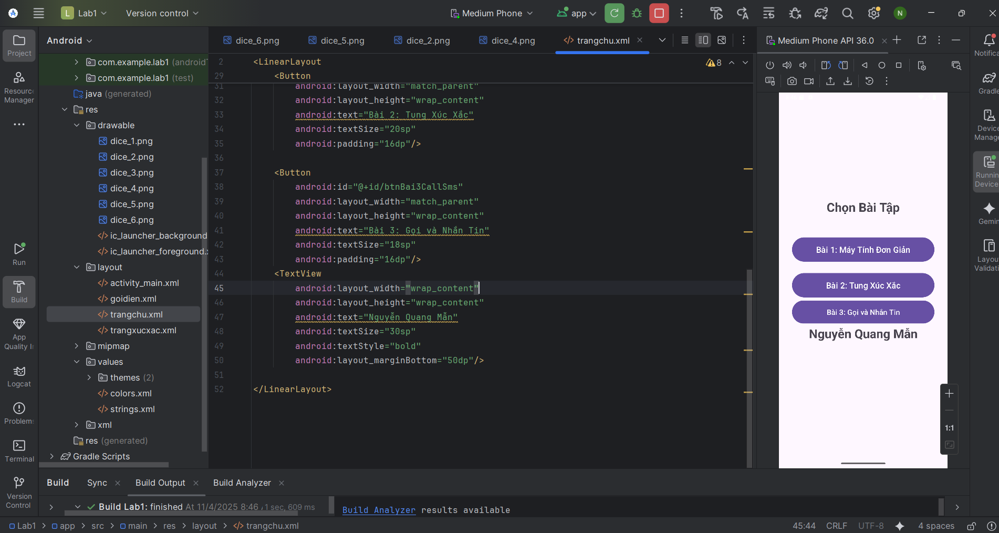 L Lab1 Version control Medium Phone app N
Project
Resource
Manager
Run
Build
App
Quality
Logcat
Problems
Terminal
Version
Control
Android
com.example.lab1 (android
com.example.lab1 (test)
java (generated)
res
drawable
dice_1.png
dice_2.png
dice_3.png
dice_4.png
dice_5.png
dice_6.png
ic_launcher_background
ic_launcher_foreground.
layout
activity_main.xml
goidien.xml
trangchu.xml
trangxucxac.xml
mipmap
values
themes (2)
colors.xml
strings.xml
xml
res (generated)
Gradle Scripts
dice_6.png dice_5.png dice_2.png dice_4.png trangchu.xml
8
2 <LinearLayout
29 <Button
31 android:layout_width="match_parent"
32 android:layout_height="wrap_content"
33 android:text="Bài 2: Tung Xúc Xắc"
34 android:textSize="20sp"
35 android:padding="16dp"/>
36
37 <Button
38 android:id="@+id/btnBai3CallSms"
39 android:layout_width="match_parent"
40 android:layout_height="wrap_content"
41 android:text="Bài 3: Gọi và Nhắn Tin"
42 android:textSize="18sp"
43 android:padding="16dp"/>
44 <TextView
45 android:layout_width="wrap_content"
46 android:layout_height="wrap_content"
47 android:text="Nguyễn Quang Mẫn"
48 android:textSize="30sp"
49 android:textStyle="bold"
50 android:layout_marginBottom="50dp"/>
51
52 </LinearLayout>
Medium Phone API 36.0
Chọn Bài Tập
Bài 1: Máy Tính Đơn Giản
Bài 2: Tung Xúc Xắc
Bài 3: Gọi và Nhắn Tin
Nguyễn Quang Mẫn
1:1
Notifica
Gradle
Device
Manage
Runnin
Device
Gemin
Layou
Validati
Build Sync Build Output Build Analyzer
Build Lab1: finished At 11/4/2025 8:46 1 sec, 609 ms
Build Analyzer results available
Lab1 > app > src > main > res > layout > trangchu.xml
45:44 CRLF UTF-8 4 spaces